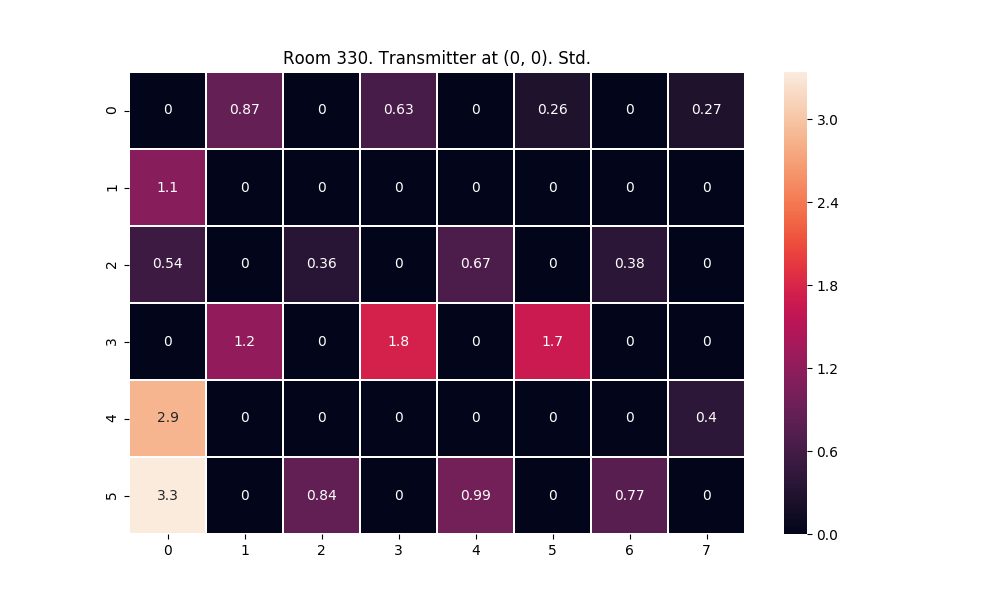 Room 330. Transmitter at (0, 0). Std.
0 0 0.87 0 0.63 0 0.26 0 0.27
1 1.1 0 0 0 0 0 0 0
2 0.54 0 0.36 0 0.67 0 0.38 0
3 0 1.2 0 1.8 0 1.7 0 0
4 2.9 0 0 0 0 0 0 0.4
5 3.3 0 0.84 0 0.99 0 0.77 0
0 1 2 3 4 5 6 7
3.0
2.4
1.8
1.2
0.6
0.0